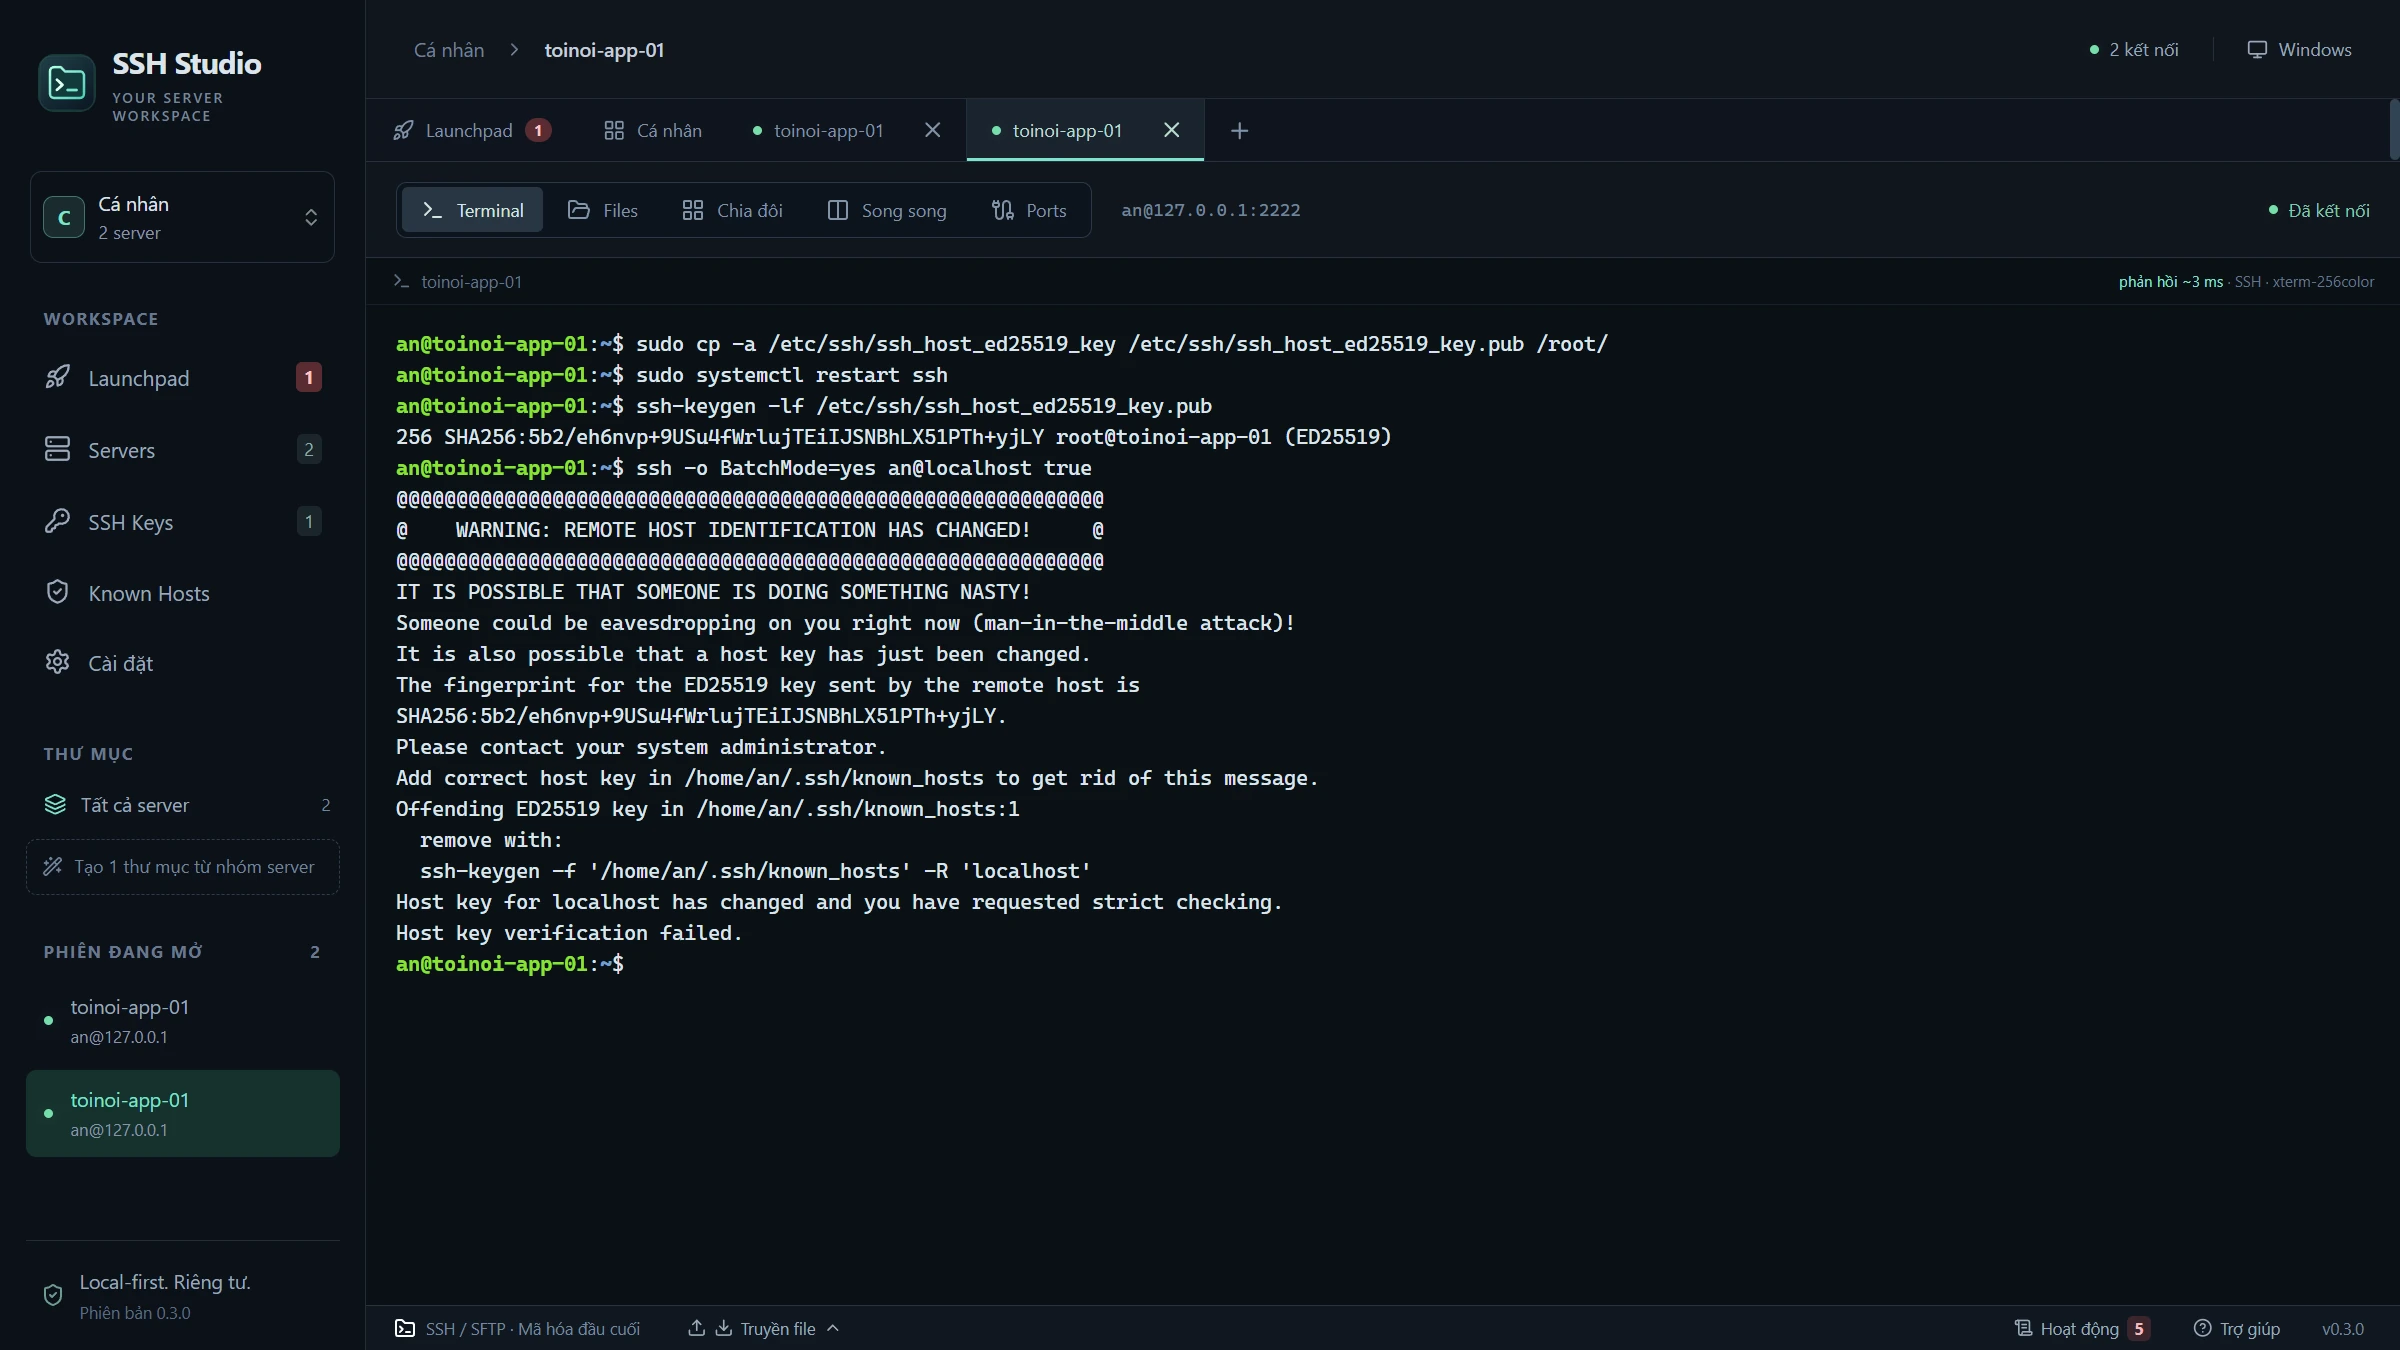 SSH Studio
YOUR SERVER
WORKSPACE
C
Cá nhân
2 server
WORKSPACE
Launchpad 1
Servers 2
SSH Keys 1
Known Hosts
Cài đặt
THƯ MỤC
Tất cả server 2
Tạo 1 thư mục từ nhóm server
PHIÊN ĐANG MỞ 2
toinoi-app-01
an@127.0.0.1
toinoi-app-01
an@127.0.0.1
Local-first. Riêng tư.
Phiên bản 0.3.0
Cá nhân > toinoi-app-01
2 kết nối
Windows
Launchpad 1
Cá nhân
toinoi-app-01
toinoi-app-01
Terminal
Files
Chia đôi
Song song
Ports
an@127.0.0.1:2222
Đã kết nối
toinoi-app-01
phản hồi ~3 ms · SSH · xterm-256color
an@toinoi-app-01:~$ sudo cp -a /etc/ssh/ssh_host_ed25519_key /etc/ssh/ssh_host_ed25519_key.pub /root/
an@toinoi-app-01:~$ sudo systemctl restart ssh
an@toinoi-app-01:~$ ssh-keygen -lf /etc/ssh/ssh_host_ed25519_key.pub
256 SHA256:5b2/eh6nvp+9USu4fWrlujTEiIJSNBhLX51PTh+yjLY root@toinoi-app-01 (ED25519)
an@toinoi-app-01:~$ ssh -o BatchMode=yes an@localhost true
@@@@@@@@@@@@@@@@@@@@@@@@@@@@@@@@@@@@@@@@@@@@@@@@@@@@@@@@@@@
@    WARNING: REMOTE HOST IDENTIFICATION HAS CHANGED!     @
@@@@@@@@@@@@@@@@@@@@@@@@@@@@@@@@@@@@@@@@@@@@@@@@@@@@@@@@@@@
IT IS POSSIBLE THAT SOMEONE IS DOING SOMETHING NASTY!
Someone could be eavesdropping on you right now (man-in-the-middle attack)!
It is also possible that a host key has just been changed.
The fingerprint for the ED25519 key sent by the remote host is
SHA256:5b2/eh6nvp+9USu4fWrlujTEiIJSNBhLX51PTh+yjLY.
Please contact your system administrator.
Add correct host key in /home/an/.ssh/known_hosts to get rid of this message.
Offending ED25519 key in /home/an/.ssh/known_hosts:1
  remove with:
  ssh-keygen -f '/home/an/.ssh/known_hosts' -R 'localhost'
Host key for localhost has changed and you have requested strict checking.
Host key verification failed.
an@toinoi-app-01:~$
SSH / SFTP · Mã hóa đầu cuối
Truyền file
Hoạt động 5
Trợ giúp
v0.3.0